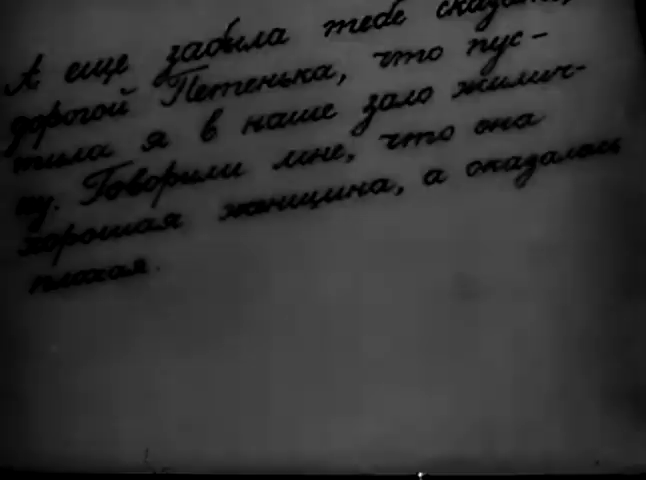 А еще забыла тебе сказать,
дорогой Петенька, что пус-
тила я в наше зало жилич-
ку. Говорили мне, что она
хорошая женщина, а оказалась
плохая.